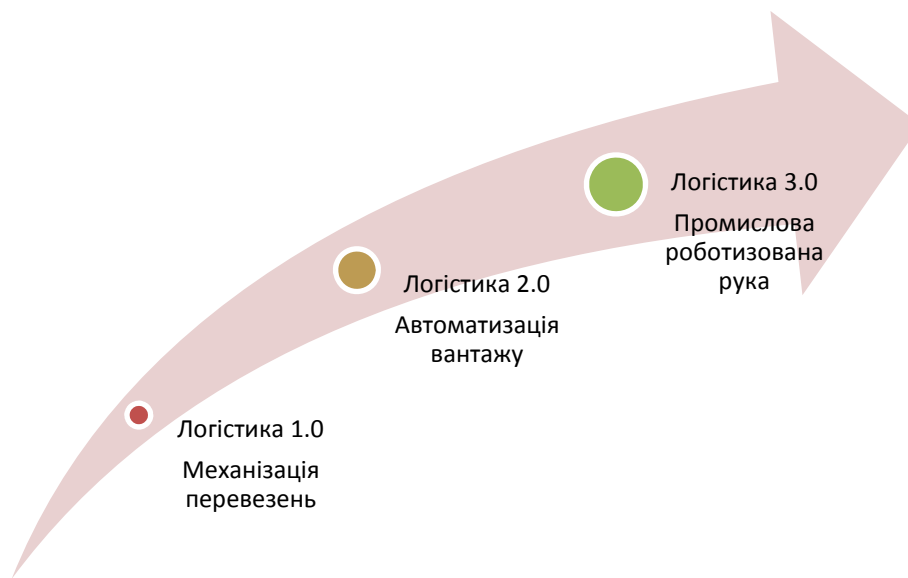 Логістика 3.0
Промислова
роботизована
рука
Логістика 2.0
Автоматизація
вантажу
Логістика 1.0
Механізація
перевезень